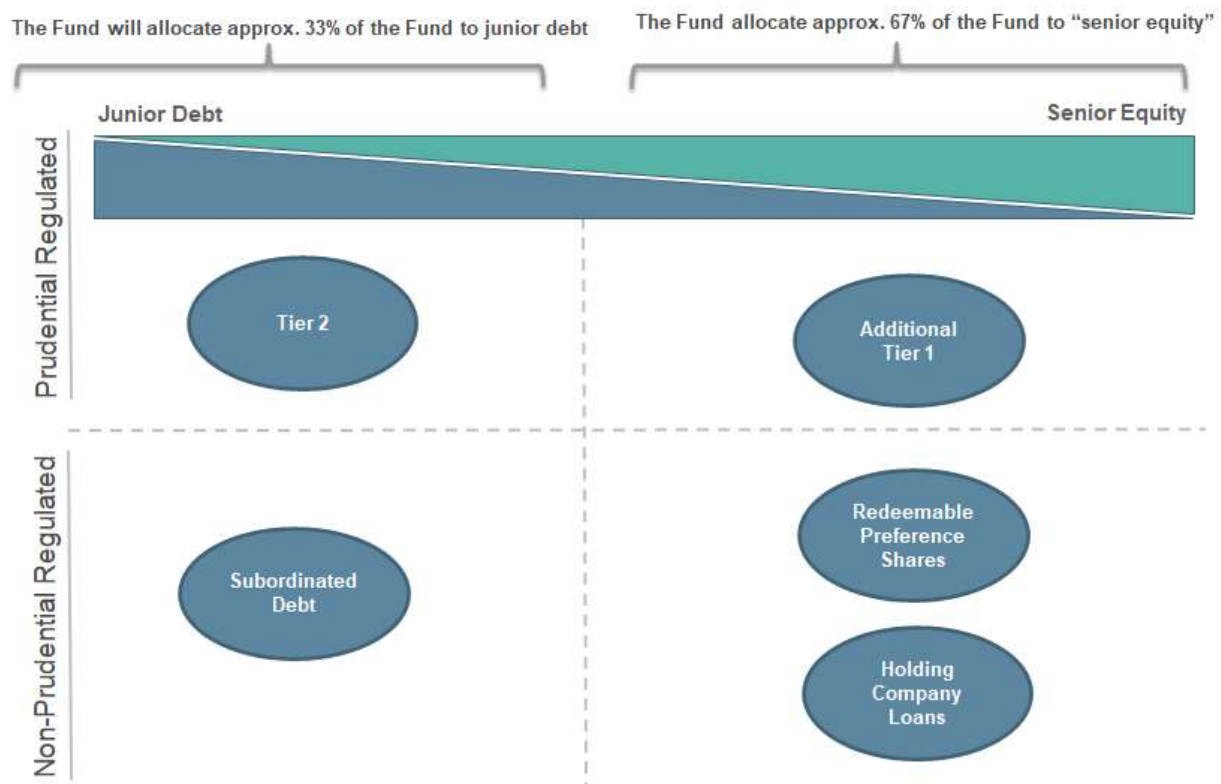 The Fund will allocate approx. 33% of the Fund to junior debt
The Fund allocate approx. 67% of the Fund to “senior equity”
Junior Debt
Senior Equity
Prudential Regulated
Tier 2
Additional
Tier 1
Non-Prudential Regulated
Subordinated
Debt
Redeemable
Preference
Shares
Holding
Company
Loans